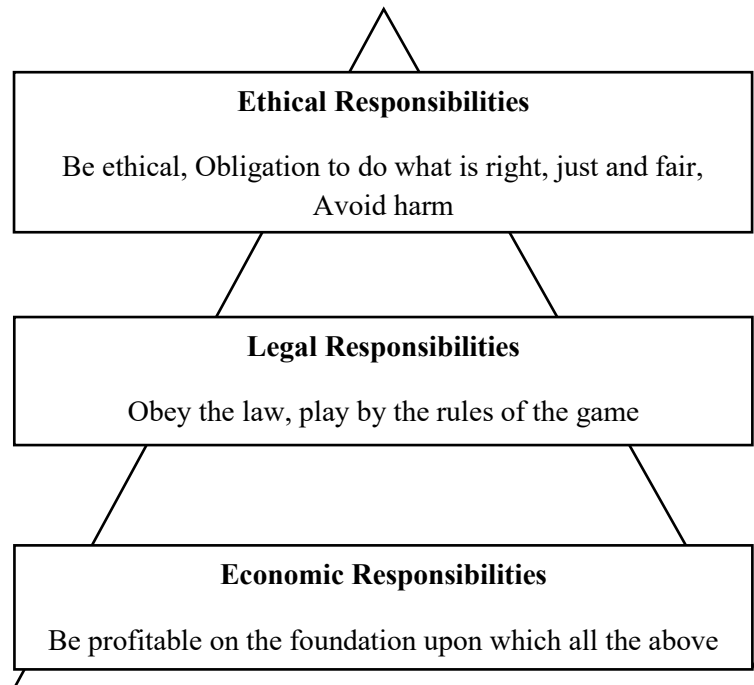 Ethical Responsibilities
Be ethical, Obligation to do what is right, just and fair,
Avoid harm
Legal Responsibilities
Obey the law, play by the rules of the game
Economic Responsibilities
Be profitable on the foundation upon which all the above